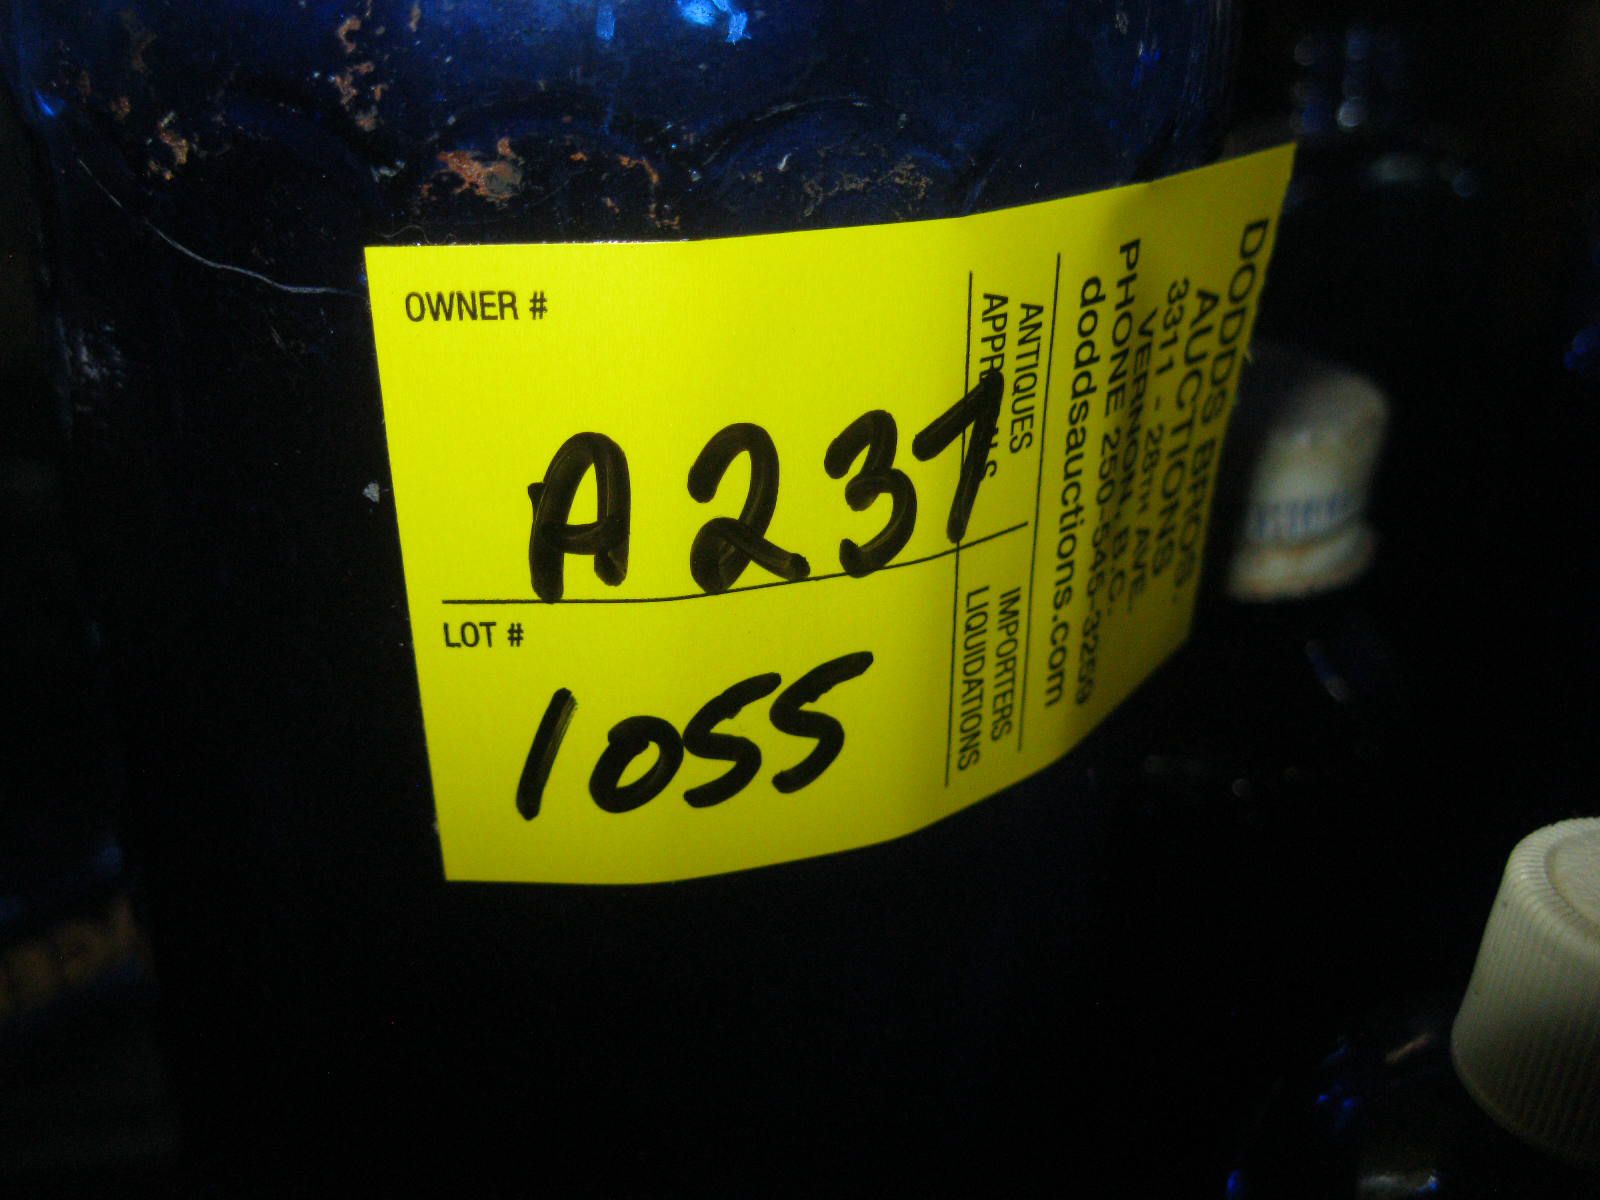 OWNER #
A237
LOT #
1055
DODDS BROS.
AUCTIONS
3311 - 28TH AVE.
VERNON, B.C.
PHONE 250-545-3259
doddsauctions.com
ANTIQUES
APPRAISALS
IMPORTERS
LIQUIDATIONS